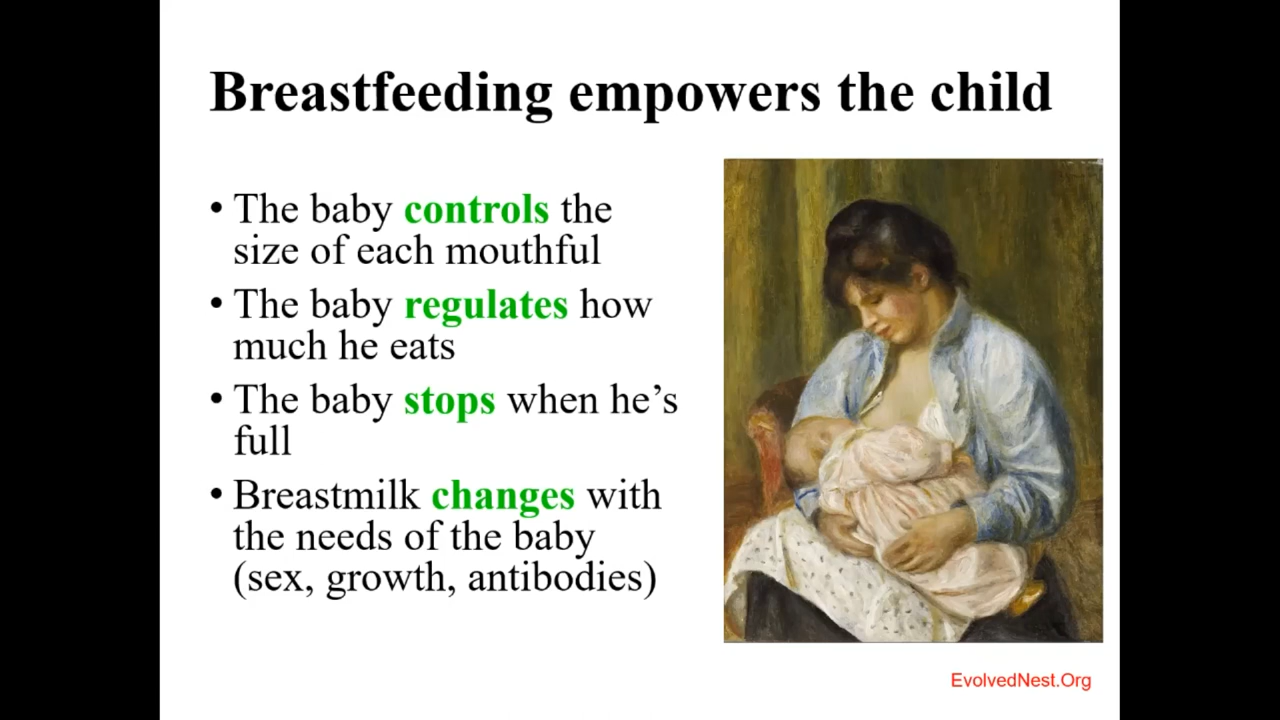 Breastfeeding empowers the child
• The baby controls the
size of each mouthful
• The baby regulates how
much he eats
• The baby stops when he’s
full
• Breastmilk changes with
the needs of the baby
(sex, growth, antibodies)
EvolvedNest.Org